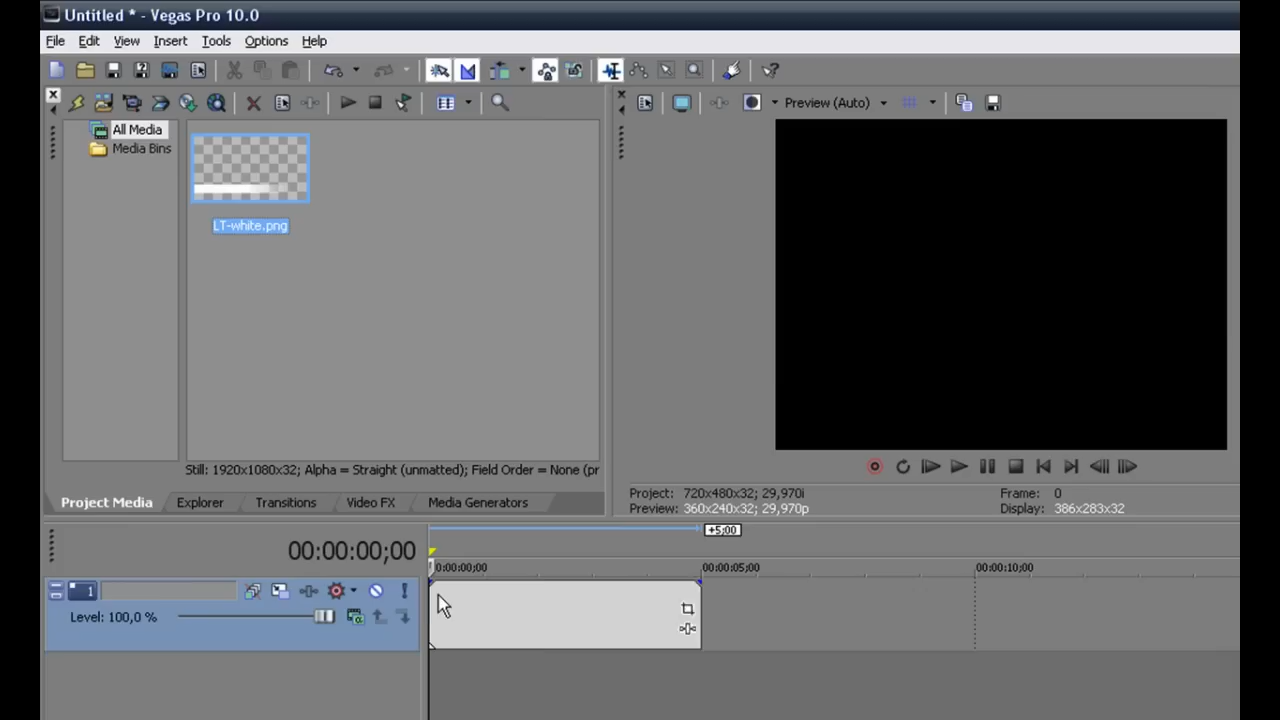 Untitled * - Vegas Pro 10.0
File Edit View Insert Tools Options Help
Preview (Auto)
All Media
Media Bins
LT-white.png
Still: 1920x1080x32; Alpha = Straight (unmatted); Field Order = None (pr
Project Media Explorer Transitions Video FX Media Generators
Project: 720x480x32; 29,970i Frame: 0
Preview: 360x240x32; 29,970p Display: 386x283x32
+5;00
00:00:00;00
0:00:00;00 00:00:05;00 00:00:10;00
1
Level: 100,0 %